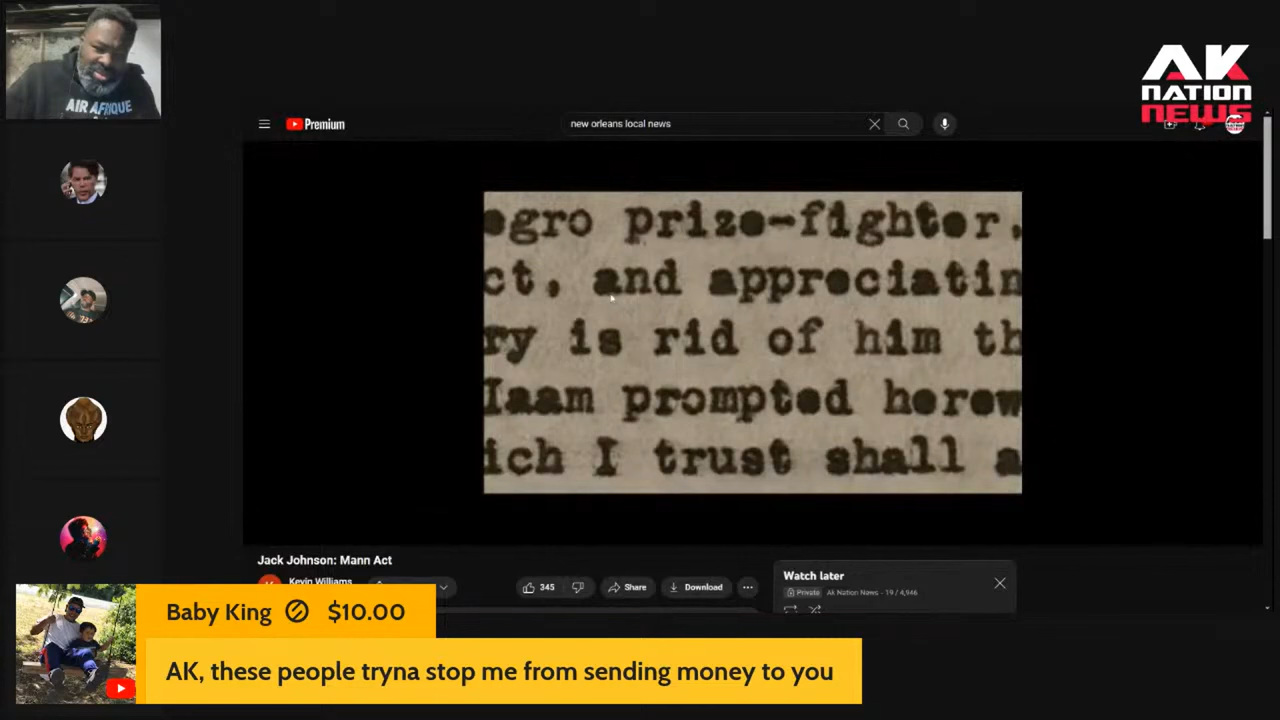 AIR AFRIQUE
AK
NATION
NEWS
Premium
new orleans local news
egro prize-fighter,
ct, and appreciatin
ry is rid of him th
Iaam prompted herew
ich I trust shall a
Jack Johnson: Mann Act
Kevin Williams
345
Share
Download
Watch later
Private
Ak Nation News - 19 / 4,946
Baby King $10.00
AK, these people tryna stop me from sending money to you